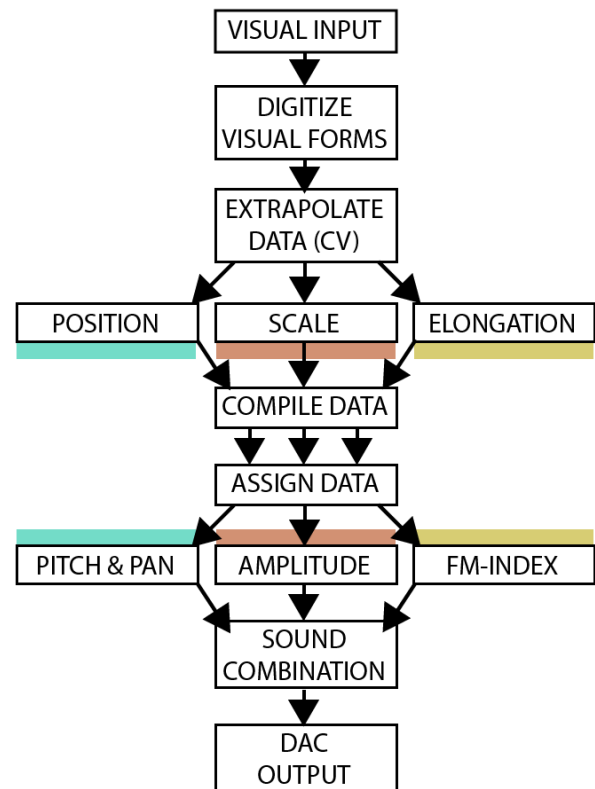 VISUAL INPUT
DIGITIZE
VISUAL FORMS
EXTRAPOLATE
DATA (CV)
POSITION
SCALE
ELONGATION
COMPILE DATA
ASSIGN DATA
PITCH & PAN
AMPLITUDE
FM-INDEX
SOUND
COMBINATION
DAC
OUTPUT